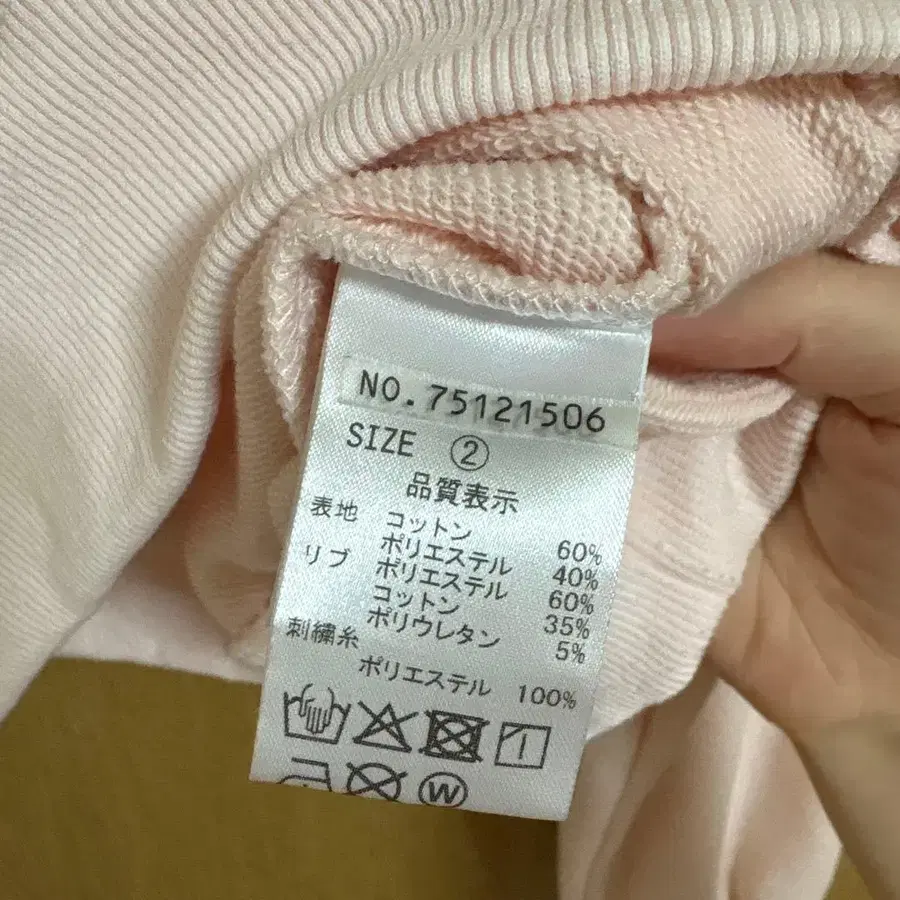 NO.75121506
SIZE ②
品質表示
表地 コットン 60%
ポリエステル 40%
リブ ポリエステル 60%
コットン 35%
ポリウレタン 5%
刺繍糸
ポリエステル 100%
W